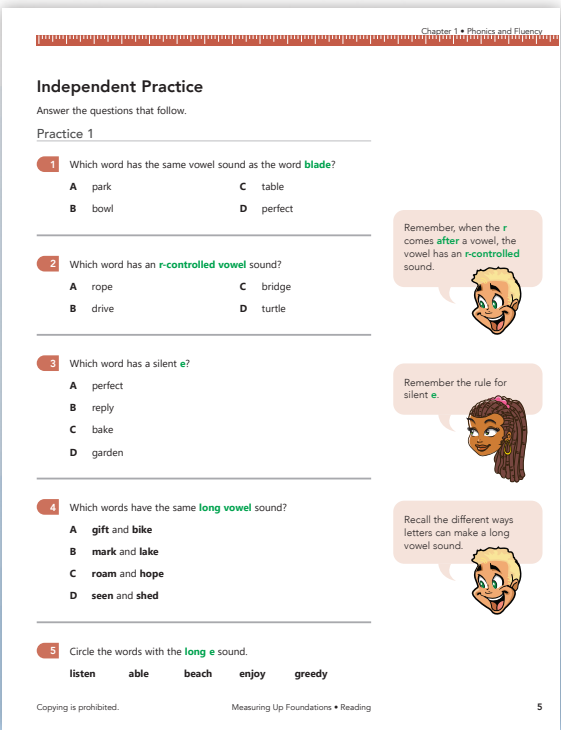 Chapter 1 • Phonics and Fluency
Independent Practice
Answer the questions that follow.
Practice 1
1 Which word has the same vowel sound as the word blade?
A park C table
B bowl D perfect
Remember, when the r
comes after a vowel, the
vowel has an r-controlled
sound.
2 Which word has an r-controlled vowel sound?
A rope C bridge
B drive D turtle
3 Which word has a silent e?
A perfect
B reply
C bake
D garden
Remember the rule for
silent e.
4 Which words have the same long vowel sound?
A gift and bike
B mark and lake
C roam and hope
D seen and shed
Recall the different ways
letters can make a long
vowel sound.
5 Circle the words with the long e sound.
listen able beach enjoy greedy
Copying is prohibited. Measuring Up Foundations • Reading 5